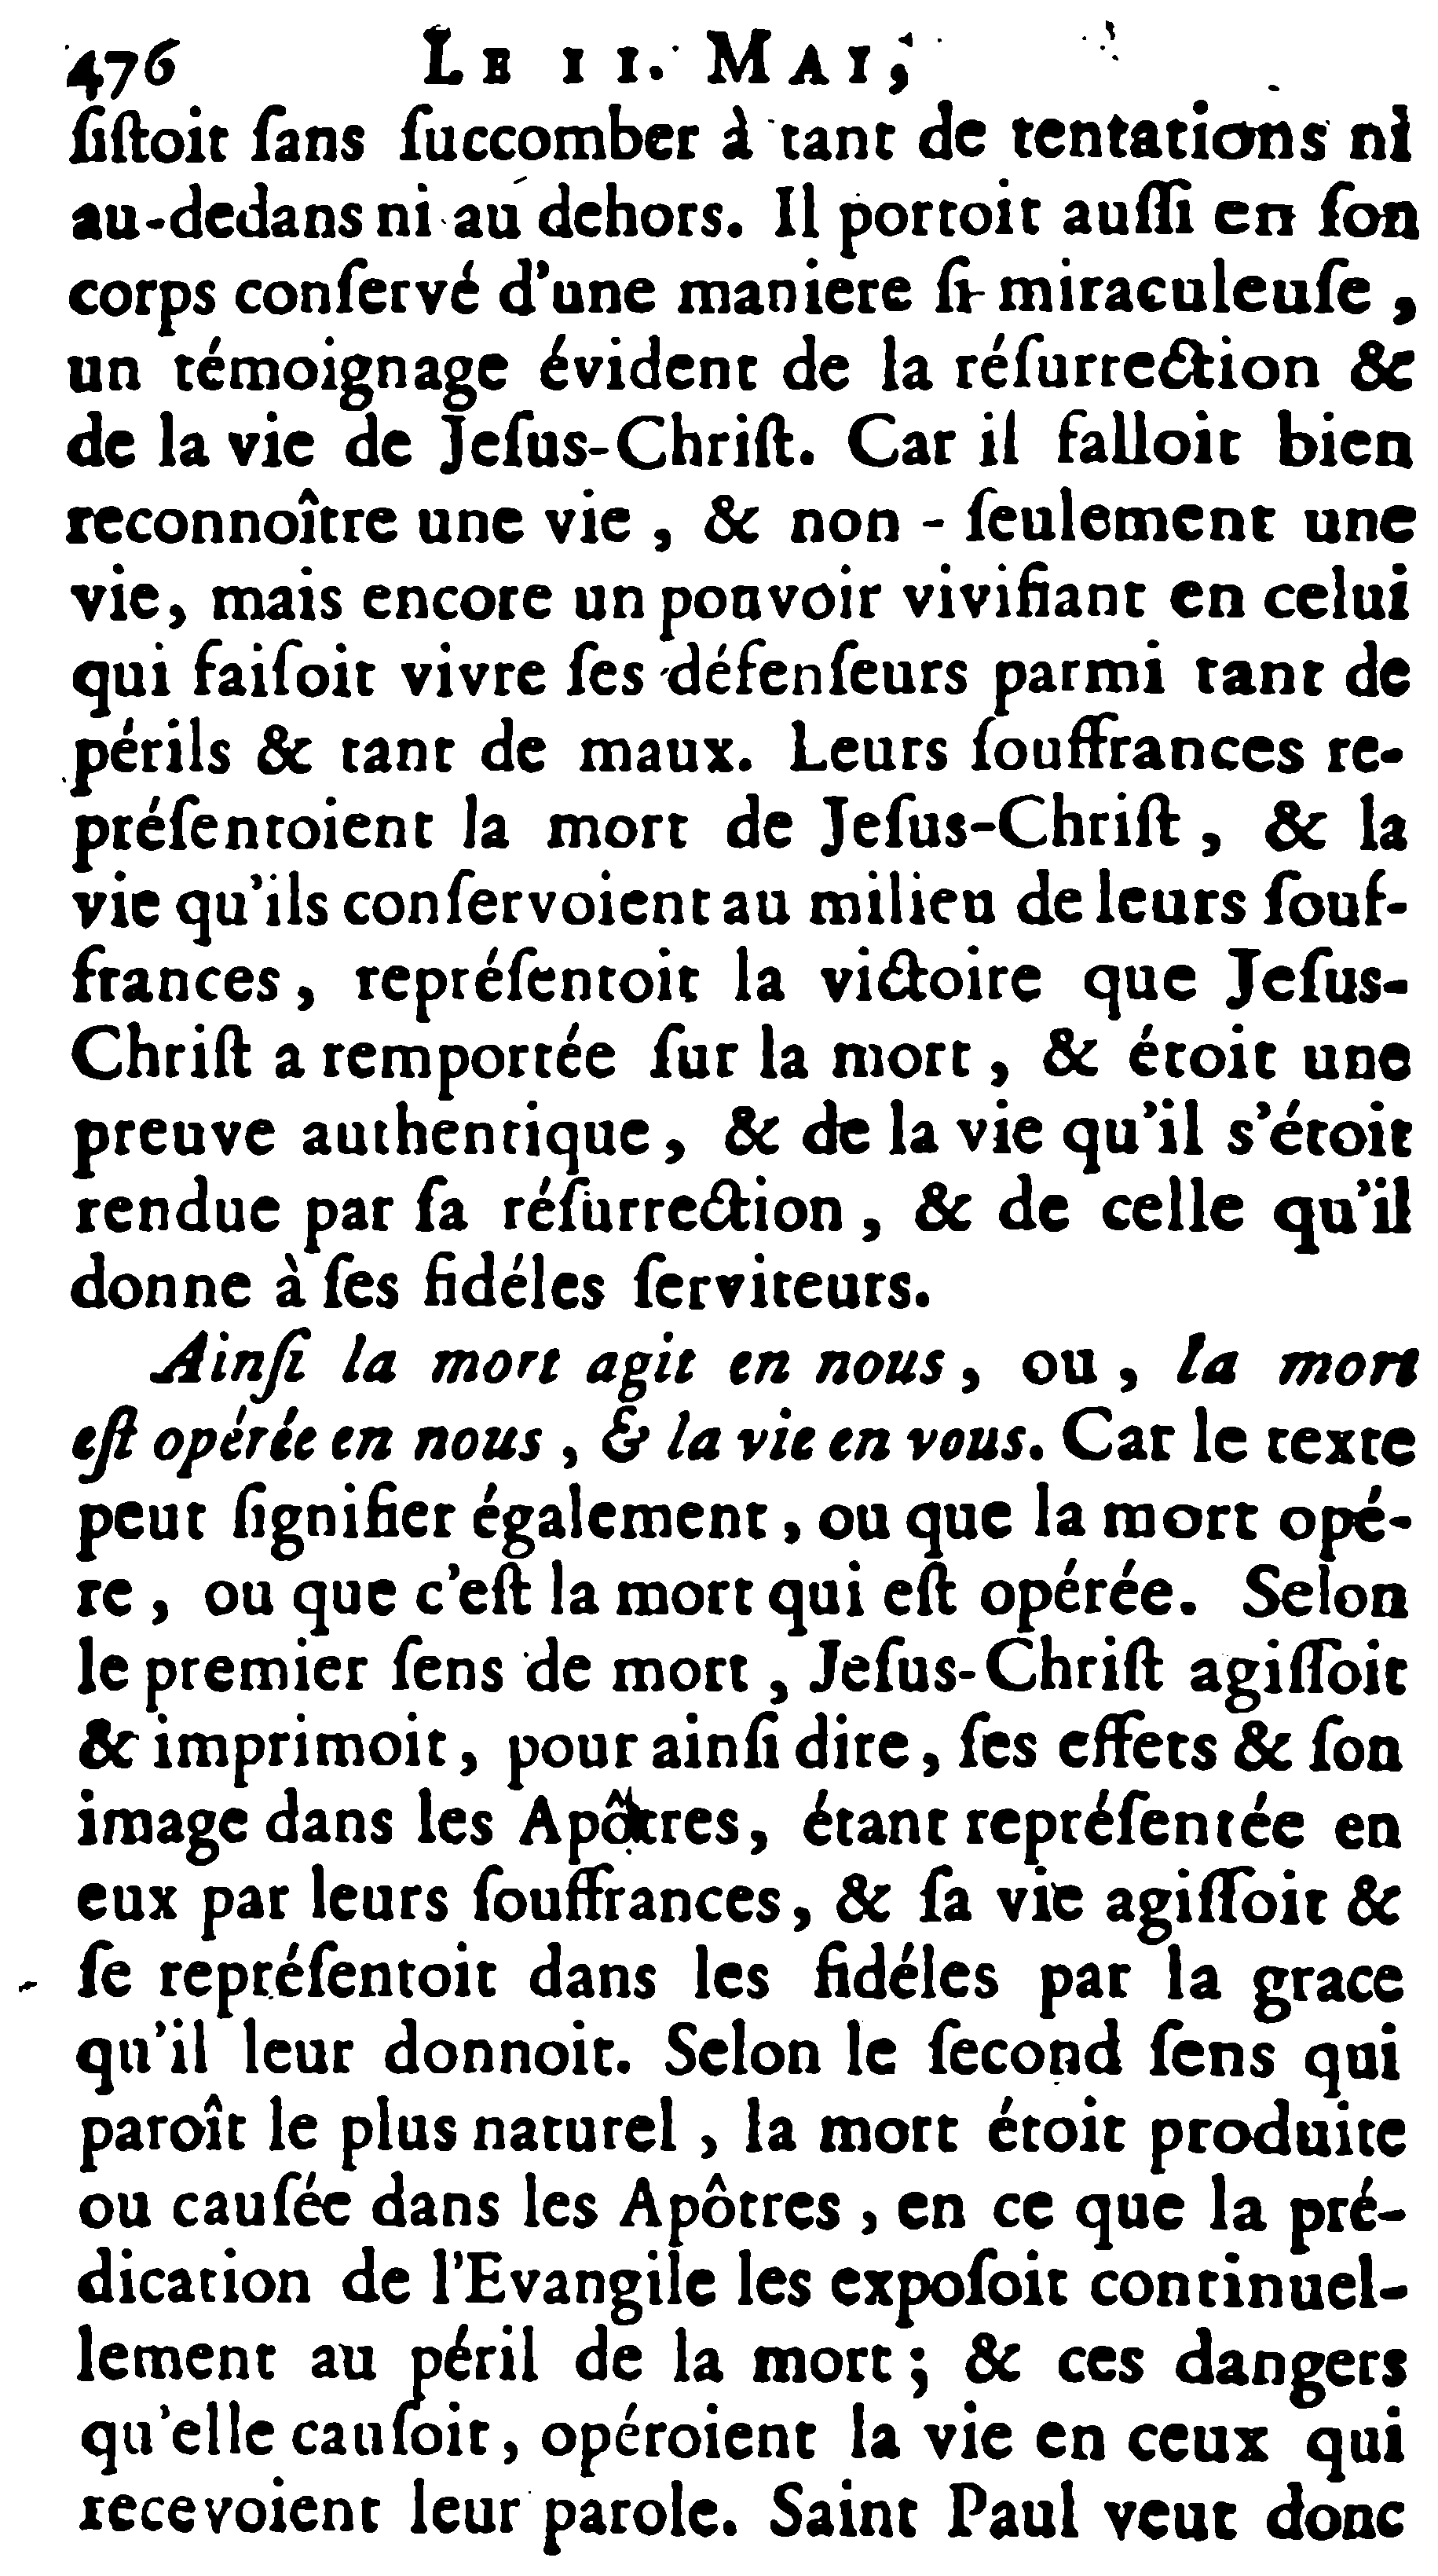 476 LE II. MAI,
ſiſtoit ſans ſuccomber à tant de tentations ni
au-dedans ni au dehors. Il portoit auſſi en ſon
corps conſervé d'une maniere ſi miraculeuſe ,
un témoignage évident de la réſurrection &
de la vie de Jeſus-Chriſt. Car il falloit bien
reconnoître une vie , & non - ſeulement une
vie, mais encore un pouvoir vivifiant en celui
qui faiſoit vivre ſes défenſeurs parmi tant de
périls & tant de maux. Leurs ſouffrances re-
préſentoient la mort de Jeſus-Chriſt , & la
vie qu'ils conſervoient au milieu de leurs ſouf-
frances , repréſentoit la victoire que Jeſus-
Chriſt a remportée ſur la mort , & étoit une
preuve authentique , & de la vie qu'il s'étoit
rendue par ſa réſurrection , & de celle qu'il
donne à ſes fidéles ſerviteurs.
Ainſi la mort agit en nous , ou , la mort
eſt opérée en nous , & la vie en vous. Car le texte
peut ſignifier également , ou que la mort opé-
re , ou que c'eſt la mort qui eſt opérée. Selon
le premier ſens de mort , Jeſus-Chriſt agiſſoit
& imprimoit , pour ainſi dire , ſes effets & ſon
image dans les Apôtres, étant repréſentée en
eux par leurs ſouffrances, & ſa vie agiſſoit &
ſe repréſentoit dans les fidéles par la grace
qu'il leur donnoit. Selon le ſecond ſens qui
paroît le plus naturel , la mort étoit produite
ou cauſée dans les Apôtres , en ce que la pré-
dication de l'Evangile les expoſoit continuel-
lement au péril de la mort ; & ces dangers
qu'elle cauſoit , opéroient la vie en ceux qui
recevoient leur parole. Saint Paul veut donc